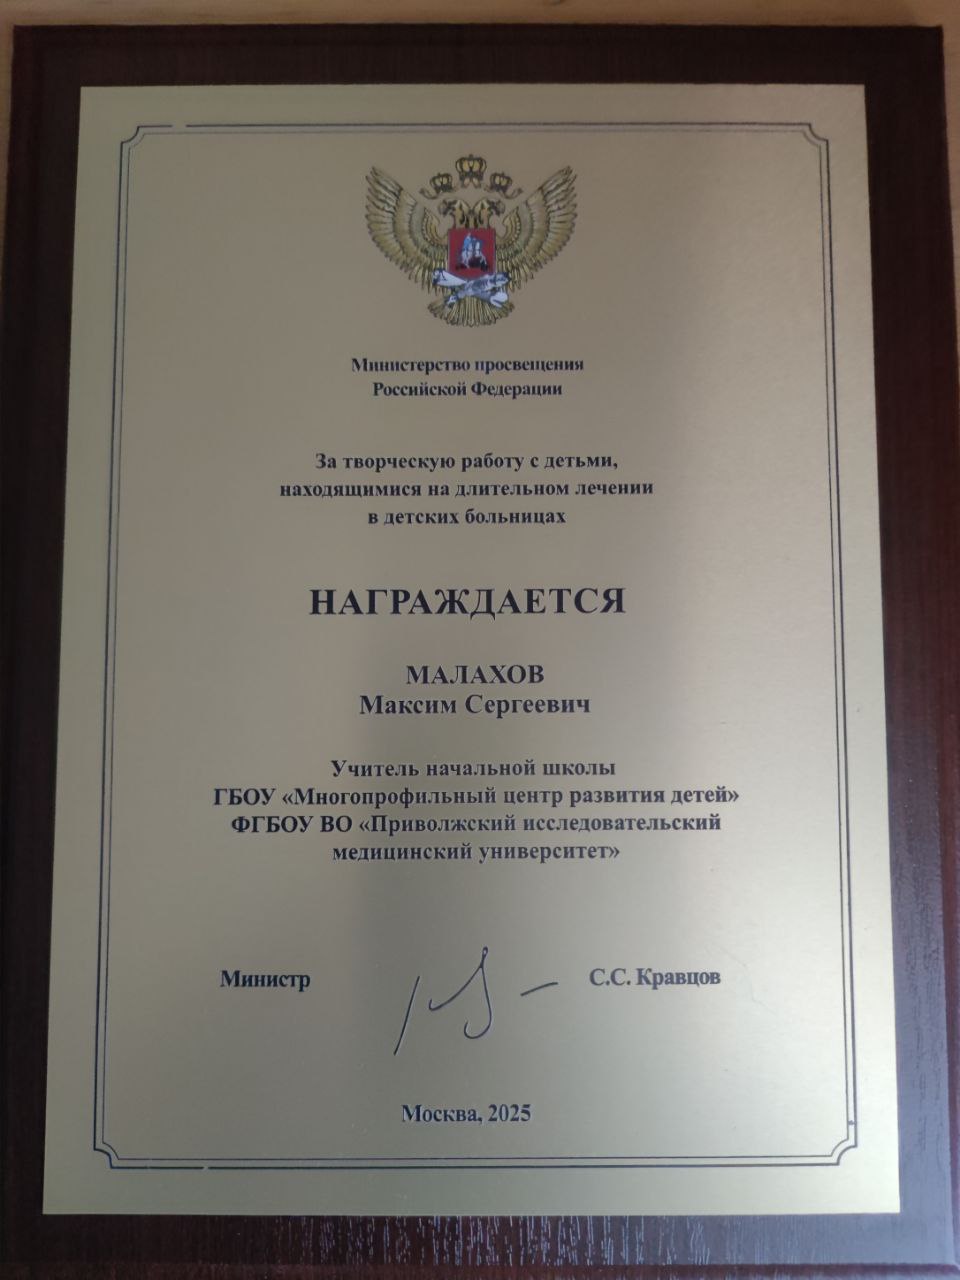 Министерство просвещения
Российской Федерации
За творческую работу с детьми,
находящимися на длительном лечении
в детских больницах
НАГРАЖДАЕТСЯ
МАЛАХОВ
Максим Сергеевич
Учитель начальной школы
ГБОУ «Многопрофильный центр развития детей»
ФГБОУ ВО «Приволжский исследовательский
медицинский университет»
Министр С.С. Кравцов
Москва, 2025